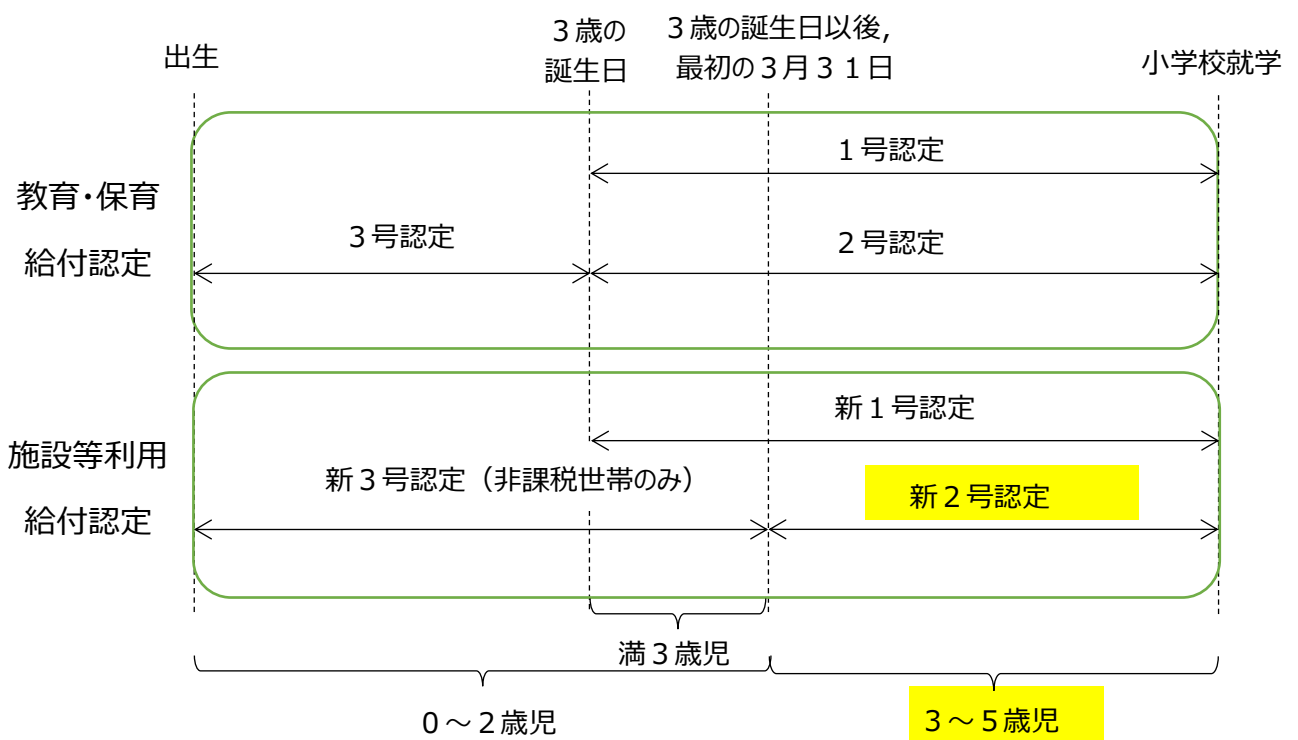 出生
３歳の
誕生日
３歳の誕生日以後,
最初の３月３１日
小学校就学
教育・保育
給付認定
１号認定
３号認定
２号認定
施設等利用
給付認定
新１号認定
新３号認定（非課税世帯のみ）
新２号認定
満３歳児
０～２歳児
３～５歳児